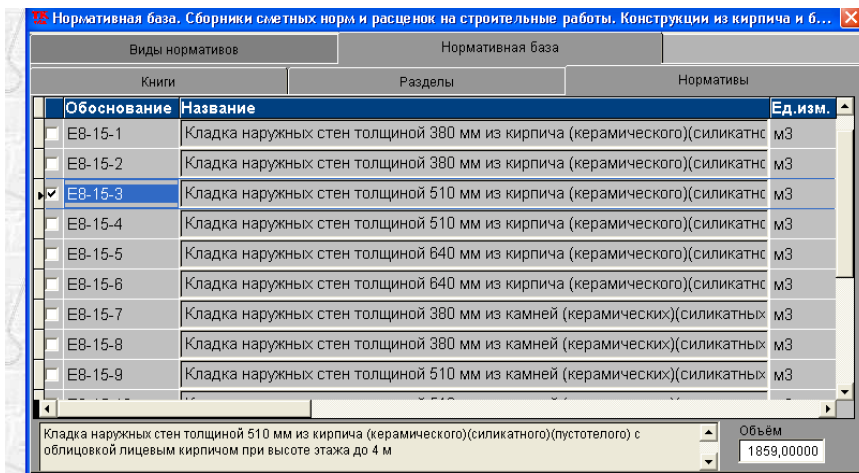 Нормативная база. Сборники сметных норм и расценок на строительные работы. Конструкции из кирпича и б...
Виды нормативов Нормативная база
Книги Разделы Нормативы
Обоснование Название Ед.изм.
Е8-15-1 Кладка наружных стен толщиной 380 мм из кирпича (керамического)(силикатно м3
Е8-15-2 Кладка наружных стен толщиной 380 мм из кирпича (керамического)(силикатно м3
Е8-15-3 Кладка наружных стен толщиной 510 мм из кирпича (керамического)(силикатно м3
Е8-15-4 Кладка наружных стен толщиной 510 мм из кирпича (керамического)(силикатно м3
Е8-15-5 Кладка наружных стен толщиной 640 мм из кирпича (керамического)(силикатно м3
Е8-15-6 Кладка наружных стен толщиной 640 мм из кирпича (керамического)(силикатно м3
Е8-15-7 Кладка наружных стен толщиной 380 мм из камней (керамических)(силикатных м3
Е8-15-8 Кладка наружных стен толщиной 380 мм из камней (керамических)(силикатных м3
Е8-15-9 Кладка наружных стен толщиной 510 мм из камней (керамических)(силикатных м3
Кладка наружных стен толщиной 510 мм из кирпича (керамического)(силикатного)(пустотелого) с
облицовкой лицевым кирпичом при высоте этажа до 4 м
Объём
1859,00000